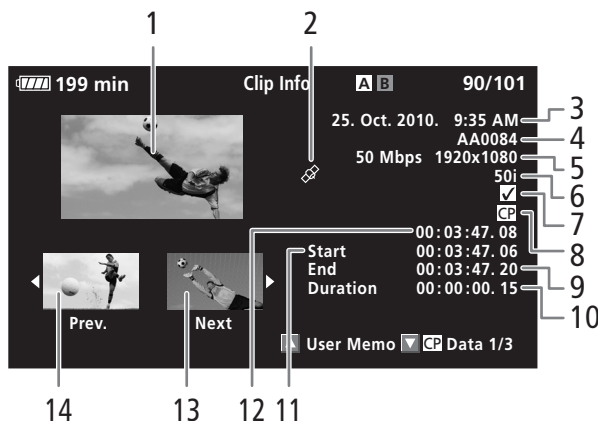 1 2
199 min Clip Info A B 90/101
25. Oct. 2010. 9:35 AM 3
AA0084 4
50 Mbps 1920x1080 5
50i 6
7
CP 8
12 00:03:47.08
11 Start 00:03:47.06
End 00:03:47.20 9
Duration 00:00:00.15 10
Prev. Next
User Memo CP Data 1/3
14 13 12 11